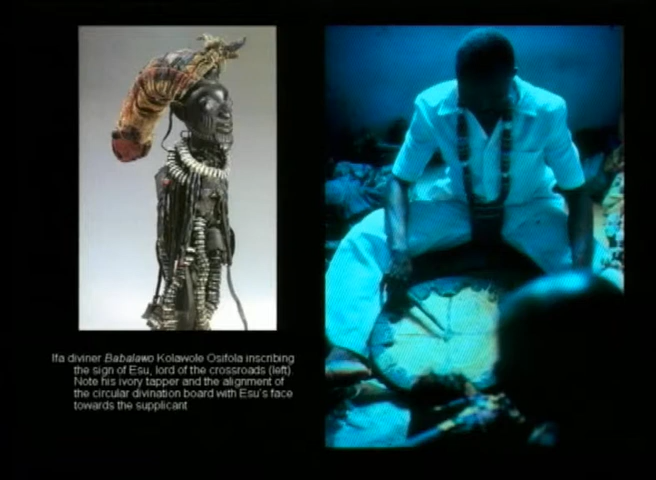 Ifa diviner Babalawo Kolawole Osifola inscribing
the sign of Esu, lord of the crossroads (left).
Note his ivory tapper and the alignment of
the circular divination board with Esu's face
towards the supplicant